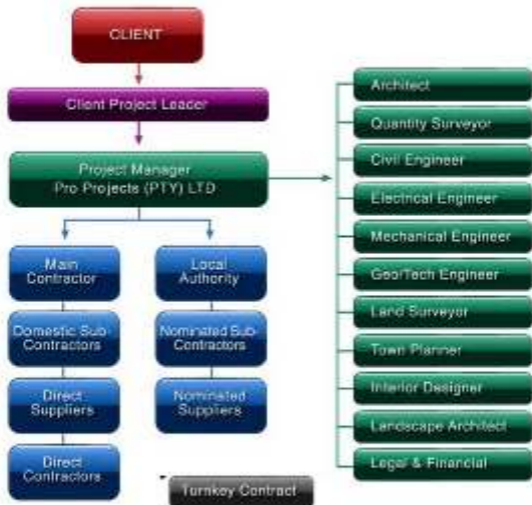 CLIENT
Client Project Leader
Project Manager
Pro Projects (PTY) LTD
Main
Contractor
Domestic Sub-
Contractors
Direct
Suppliers
Direct
Contractors
Local
Authority
Nominated Sub-
Contractors
Nominated
Suppliers
Architect
Quantity Surveyor
Civil Engineer
Electrical Engineer
Mechanical Engineer
Geo/Tech Engineer
Land Surveyor
Town Planner
Interior Designer
Landscape Architect
Legal & Financial
Turnkey Contract